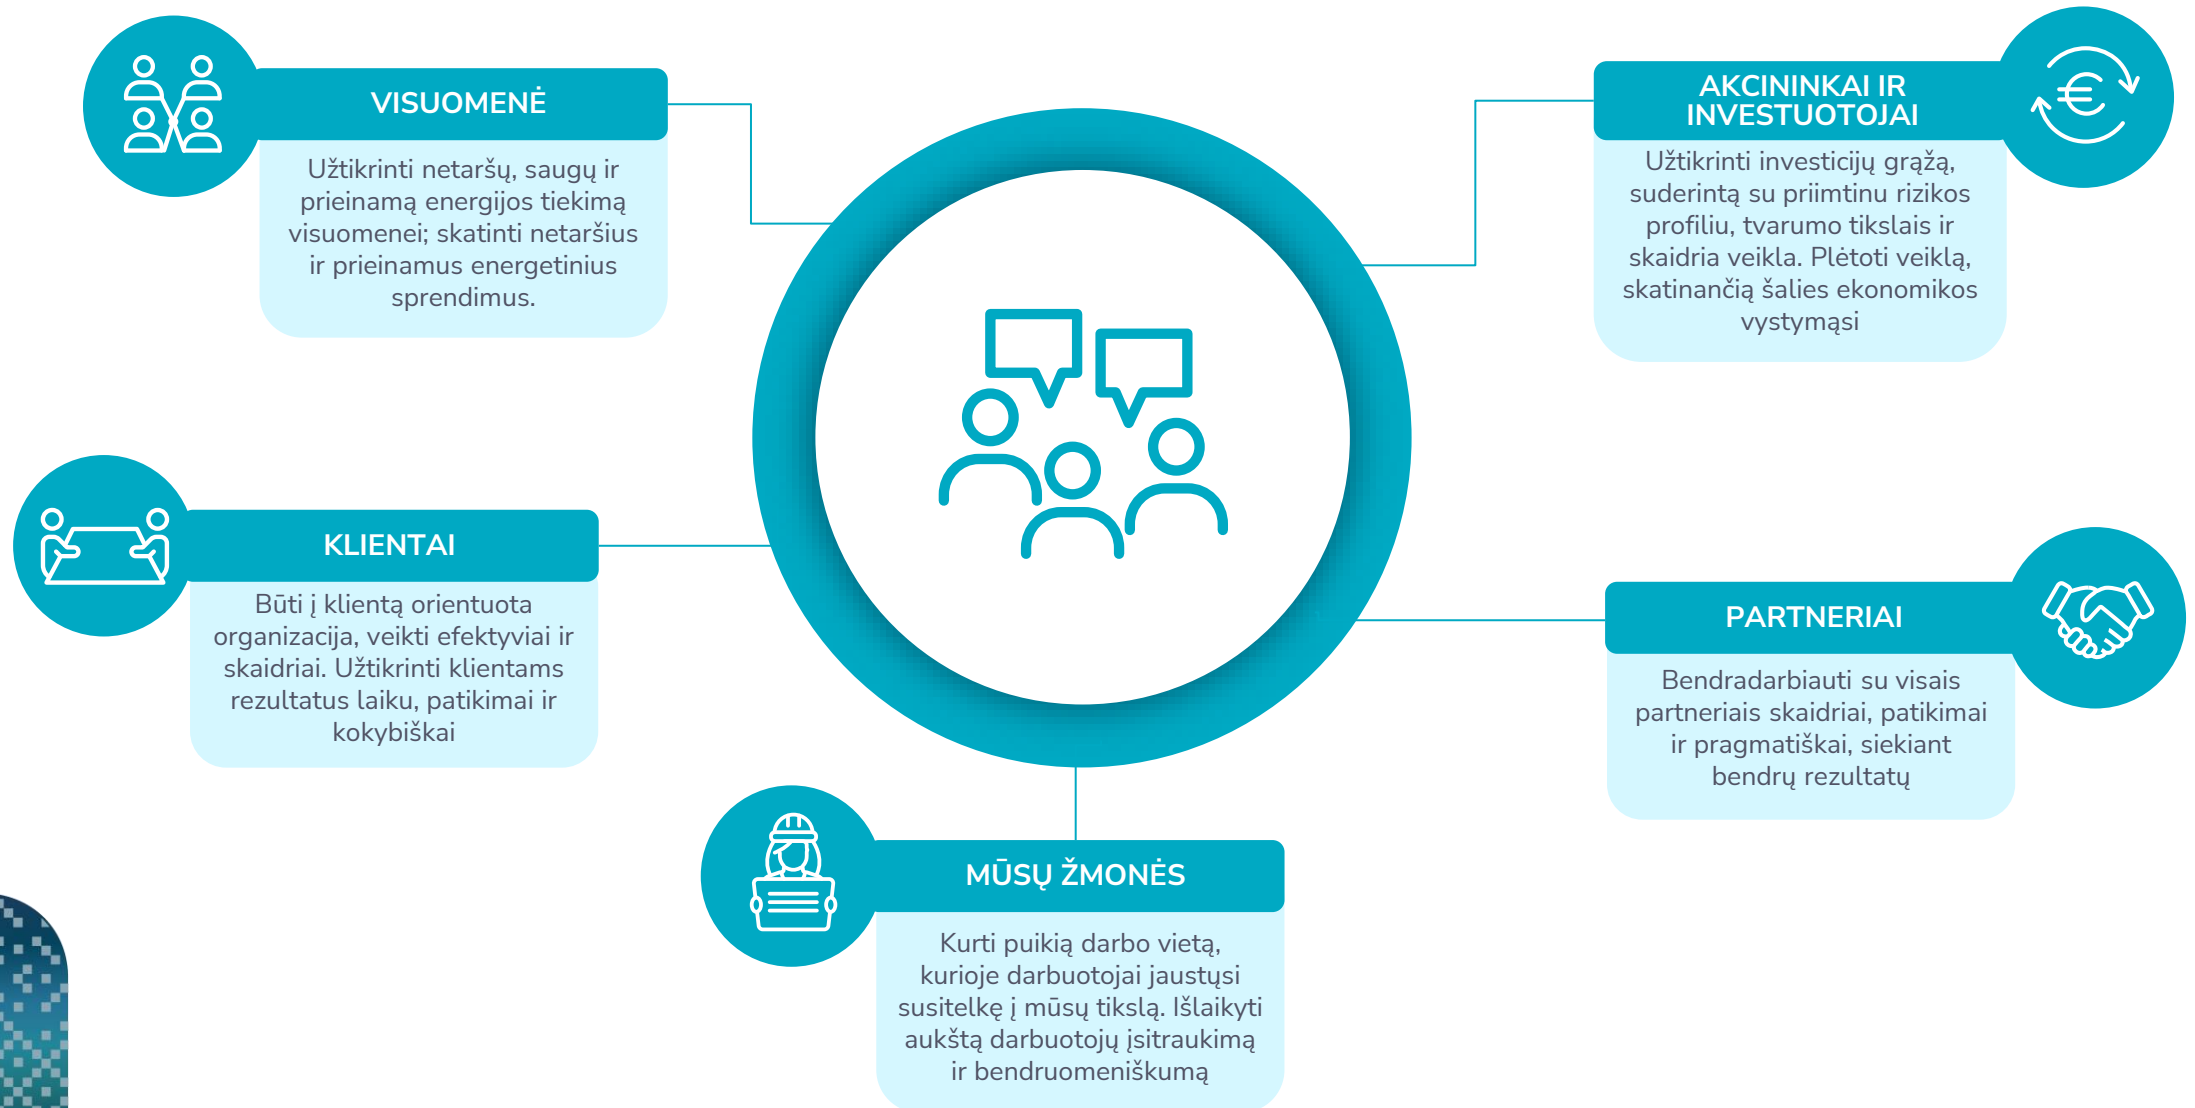 VISUOMENĖ
Užtikrinti netaršų, saugų ir
prieinamą energijos tiekimą
visuomenei; skatinti netaršius
ir prieinamus energetinius
sprendimus.
AKCININKAI IR
INVESTUOTOJAI
Užtikrinti investicijų grąžą,
suderintą su priimtinu rizikos
profiliu, tvarumo tikslais ir
skaidria veikla. Plėtoti veiklą,
skatinančią šalies ekonomikos
vystymąsi
KLIENTAI
Būti į klientą orientuota
organizacija, veikti efektyviai ir
skaidriai. Užtikrinti klientams
rezultatus laiku, patikimai ir
kokybiškai
PARTNERIAI
Bendradarbiauti su visais
partneriais skaidriai, patikimai
ir pragmatiškai, siekiant
bendrų rezultatų
MŪSŲ ŽMONĖS
Kurti puikią darbo vietą,
kurioje darbuotojai jaustųsi
susitelkę į mūsų tikslą. Išlaikyti
aukštą darbuotojų įsitraukimą
ir bendruomeniškumą
€